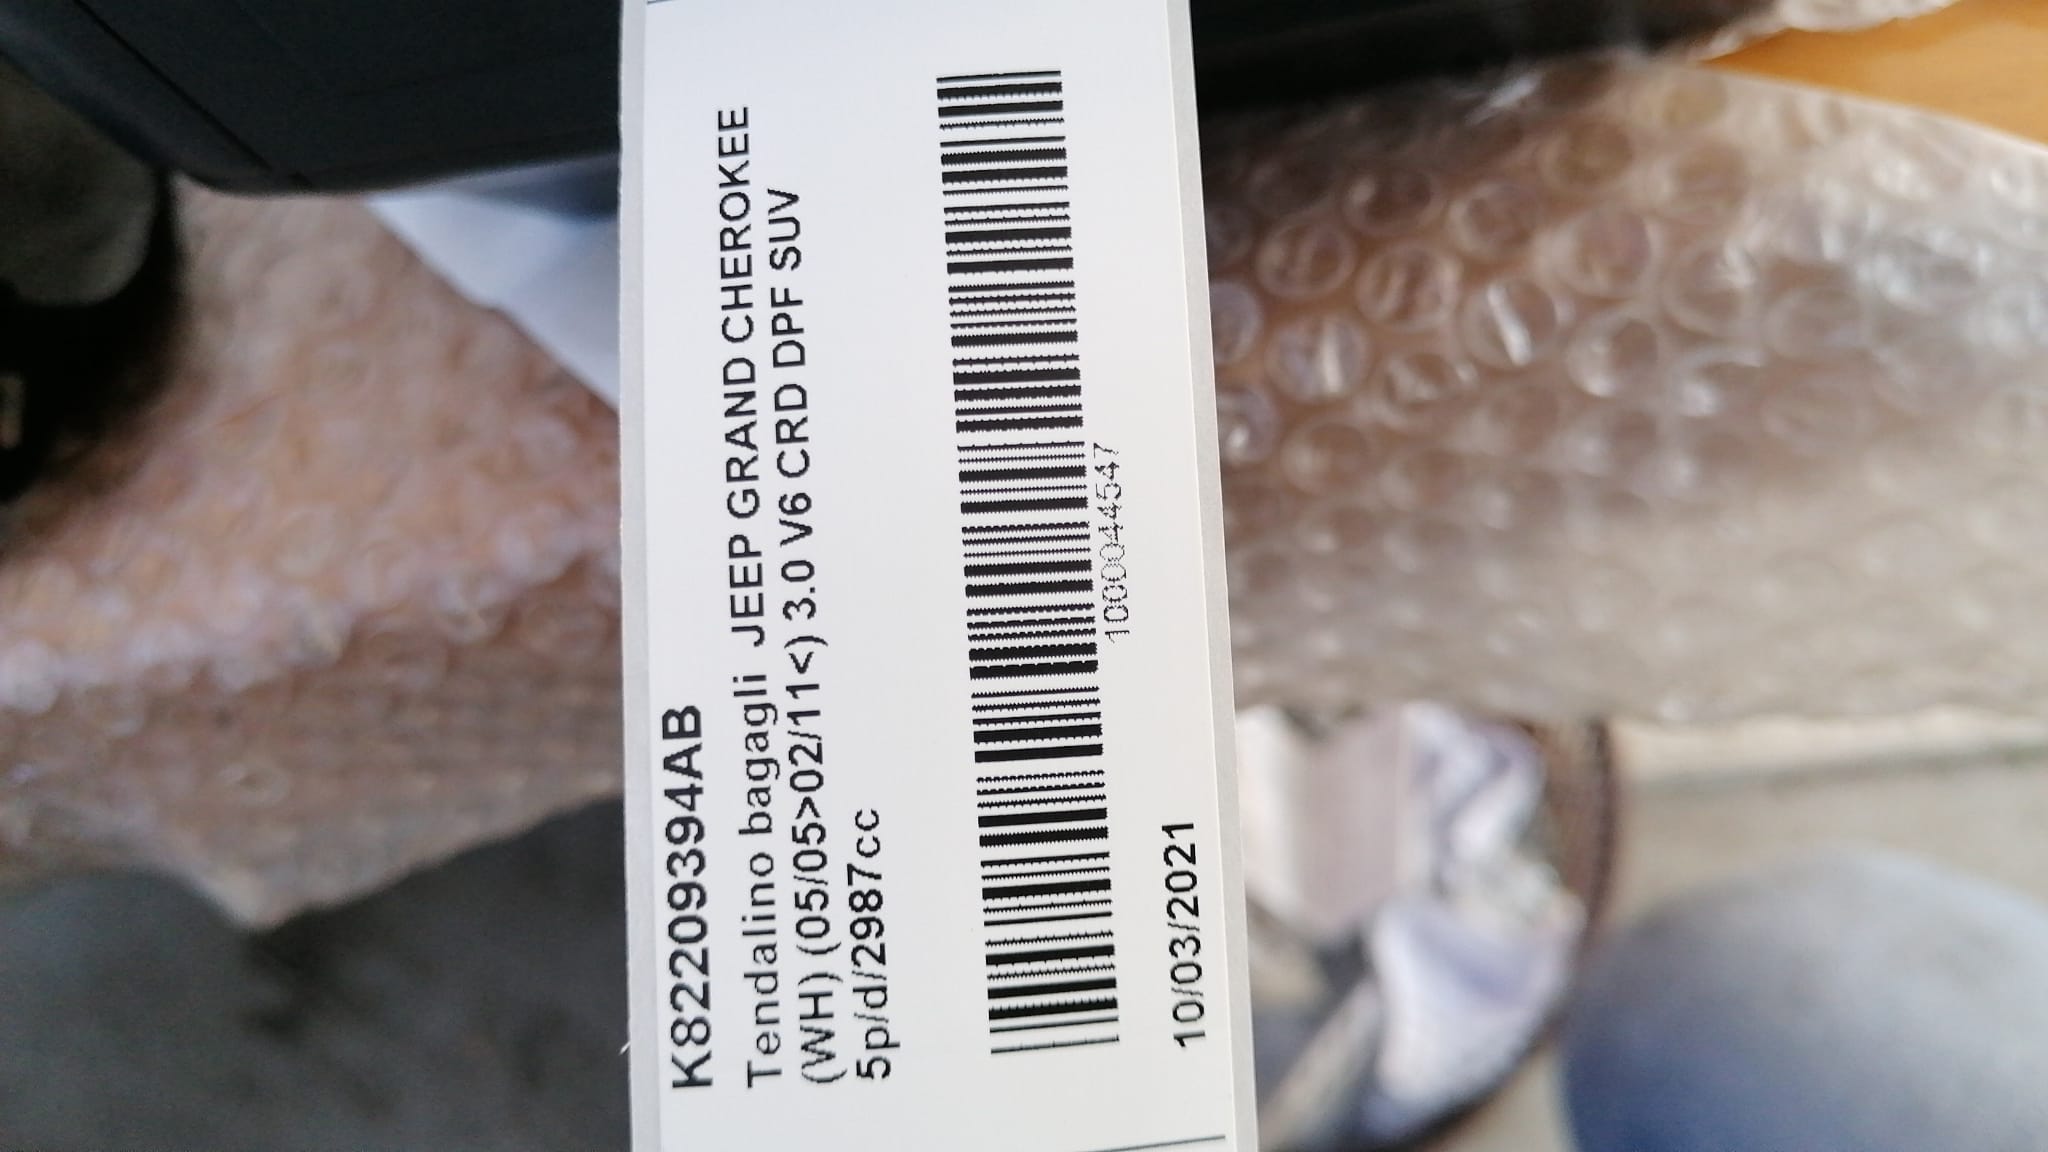 K82209394AB
Tendalino bagagli JEEP GRAND CHEROKEE
(WH) (05/05>02/11<) 3.0 V6 CRD DPF SUV
5p/d/2987cc
1000044547
10/03/2021